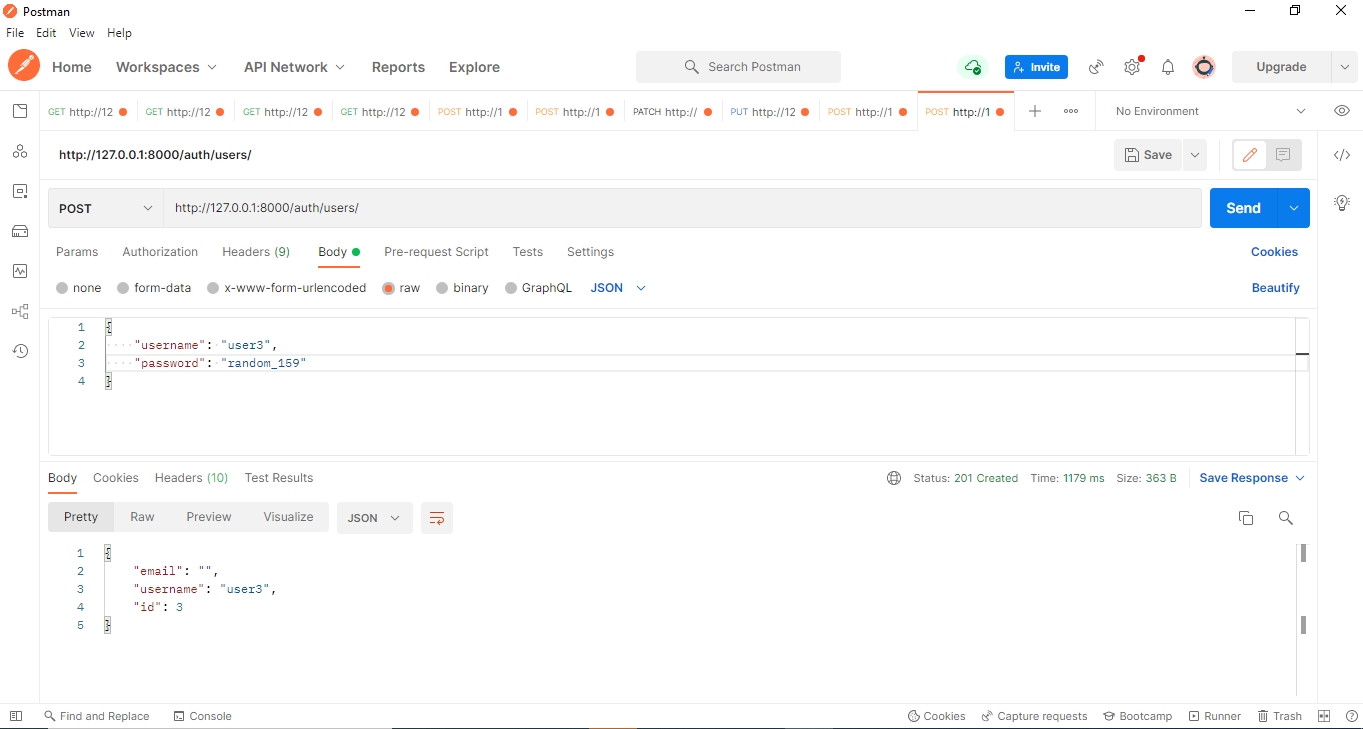 Postman
File Edit View Help
Home Workspaces API Network Reports Explore Search Postman Invite Upgrade
GET http://12 GET http://12 GET http://12 GET http://12 POST http://1 POST http://1 PATCH http:// PUT http://12 POST http://1 POST http://1 No Environment
http://127.0.0.1:8000/auth/users/ Save
POST http://127.0.0.1:8000/auth/users/ Send
Params Authorization Headers (9) Body Pre-request Script Tests Settings Cookies
none form-data x-www-form-urlencoded raw binary GraphQL JSON Beautify
1 {
2 "username": "user3",
3 "password": "random_159"
4 }
Body Cookies Headers (10) Test Results Status: 201 Created Time: 1179 ms Size: 363 B Save Response
Pretty Raw Preview Visualize JSON
1 {
2 "email": "",
3 "username": "user3",
4 "id": 3
5 }
Find and Replace Console Cookies Capture requests Bootcamp Runner Trash